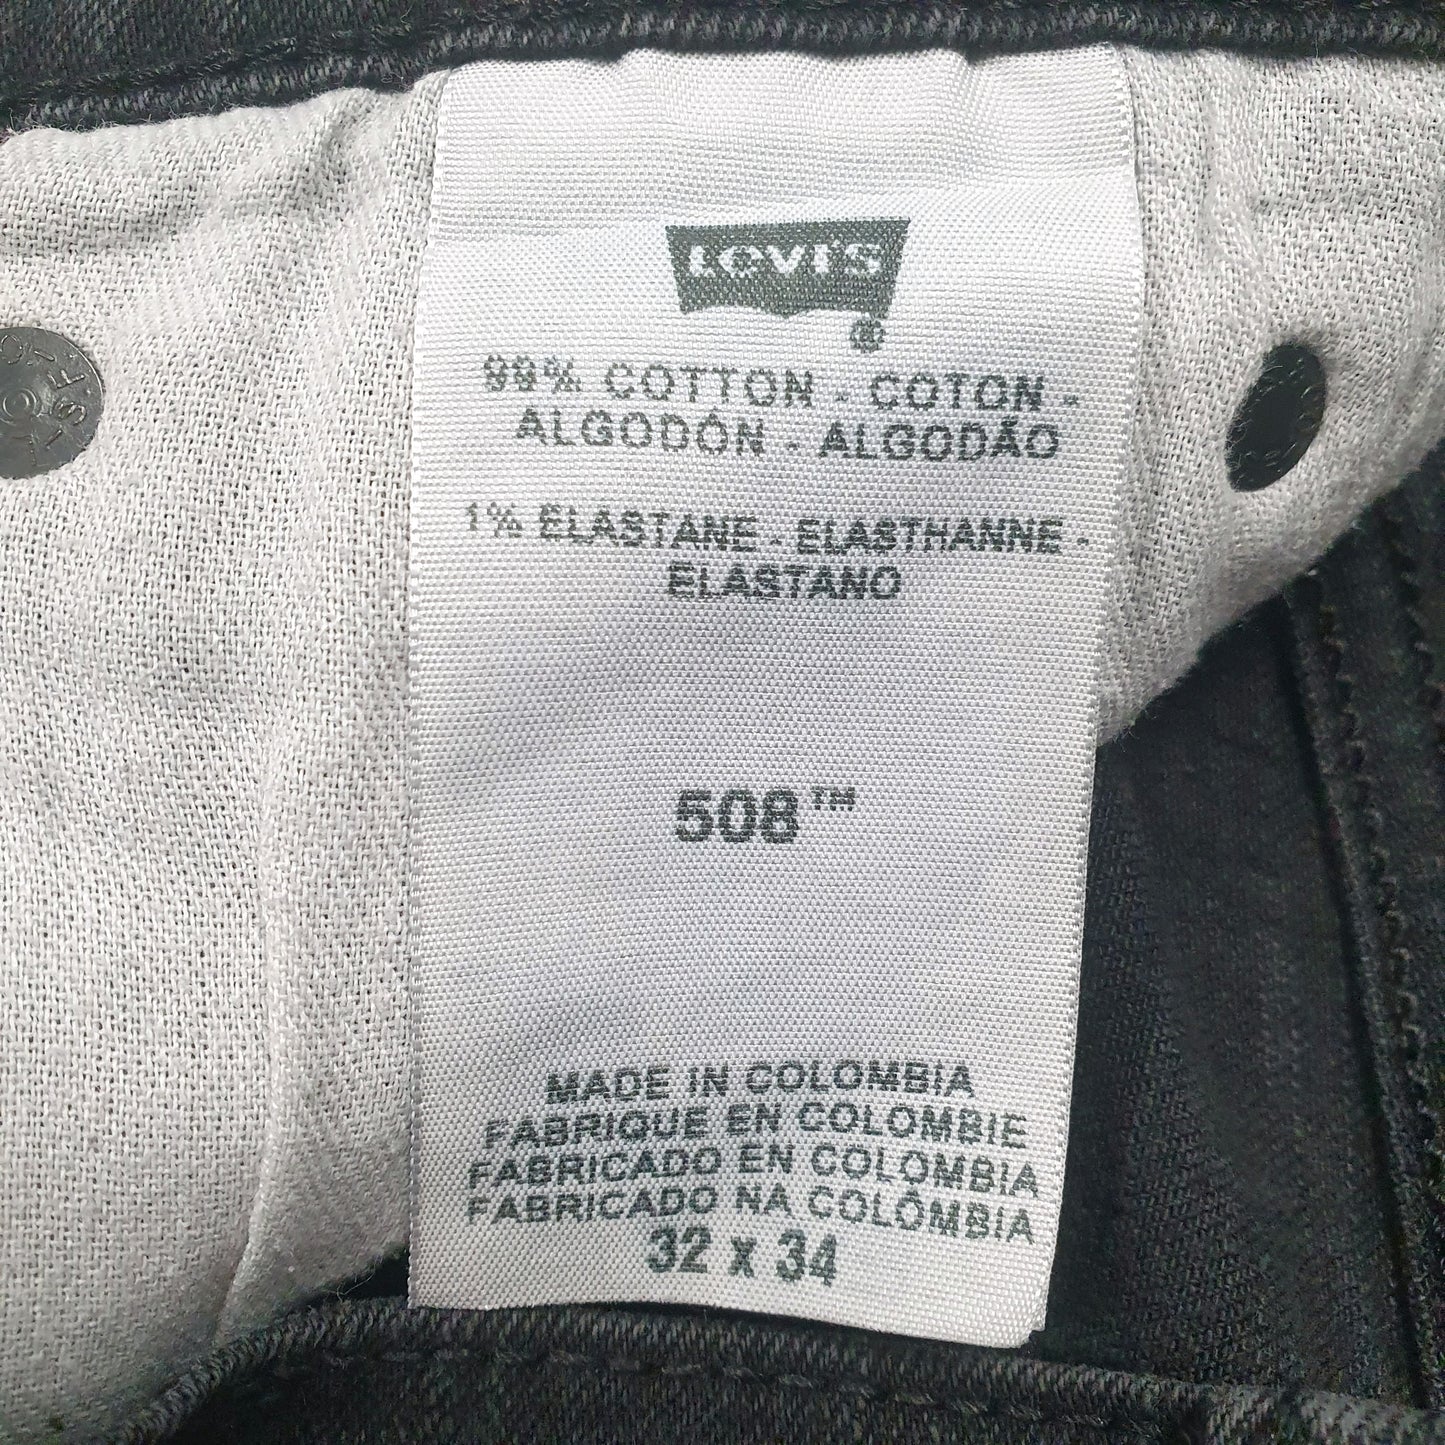 LEVI'S
®
99% COTTON - COTON -
ALGODÓN - ALGODÃO
1% ELASTANE - ELASTHANNE -
ELASTANO
508™
MADE IN COLOMBIA
FABRIQUE EN COLOMBIE
FABRICADO EN COLOMBIA
FABRICADO NA COLÔMBIA
32 x 34